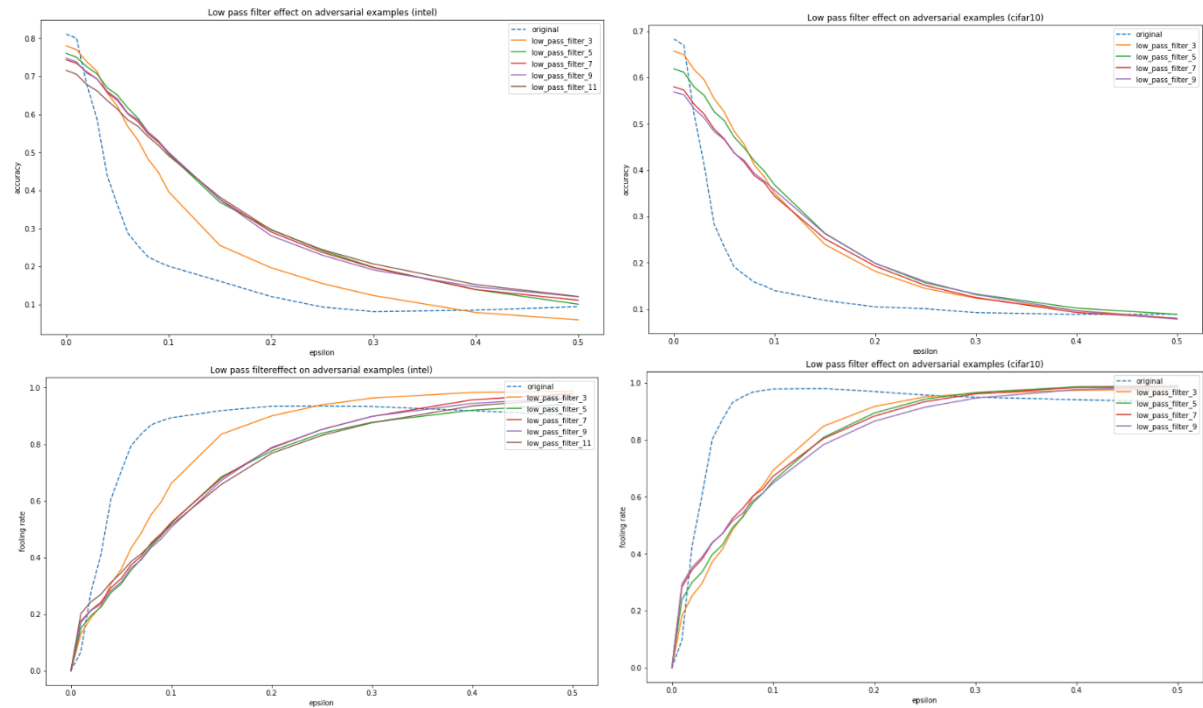 Low pass filter effect on adversarial examples (intel)
0.8
0.7
0.6
0.5
0.4
0.3
0.2
0.1
accuracy
0.0
0.1
0.2
0.3
0.4
0.5
epsilon
original
low_pass_filter_3
low_pass_filter_5
low_pass_filter_7
low_pass_filter_9
low_pass_filter_11
Low pass filter effect on adversarial examples (cifar10)
0.7
0.6
0.5
0.4
0.3
0.2
0.1
accuracy
0.0
0.1
0.2
0.3
0.4
0.5
epsilon
original
low_pass_filter_3
low_pass_filter_5
low_pass_filter_7
low_pass_filter_9
Low pass filtereffect on adversarial examples (intel)
1.0
0.8
0.6
0.4
0.2
0.0
fooling rate
0.0
0.1
0.2
0.3
0.4
0.5
epsilon
original
low_pass_filter_3
low_pass_filter_5
low_pass_filter_7
low_pass_filter_9
low_pass_filter_11
Low pass filter effect on adversarial examples (cifar10)
1.0
0.8
0.6
0.4
0.2
0.0
fooling rate
0.0
0.1
0.2
0.3
0.4
0.5
epsilon
original
low_pass_filter_3
low_pass_filter_5
low_pass_filter_7
low_pass_filter_9